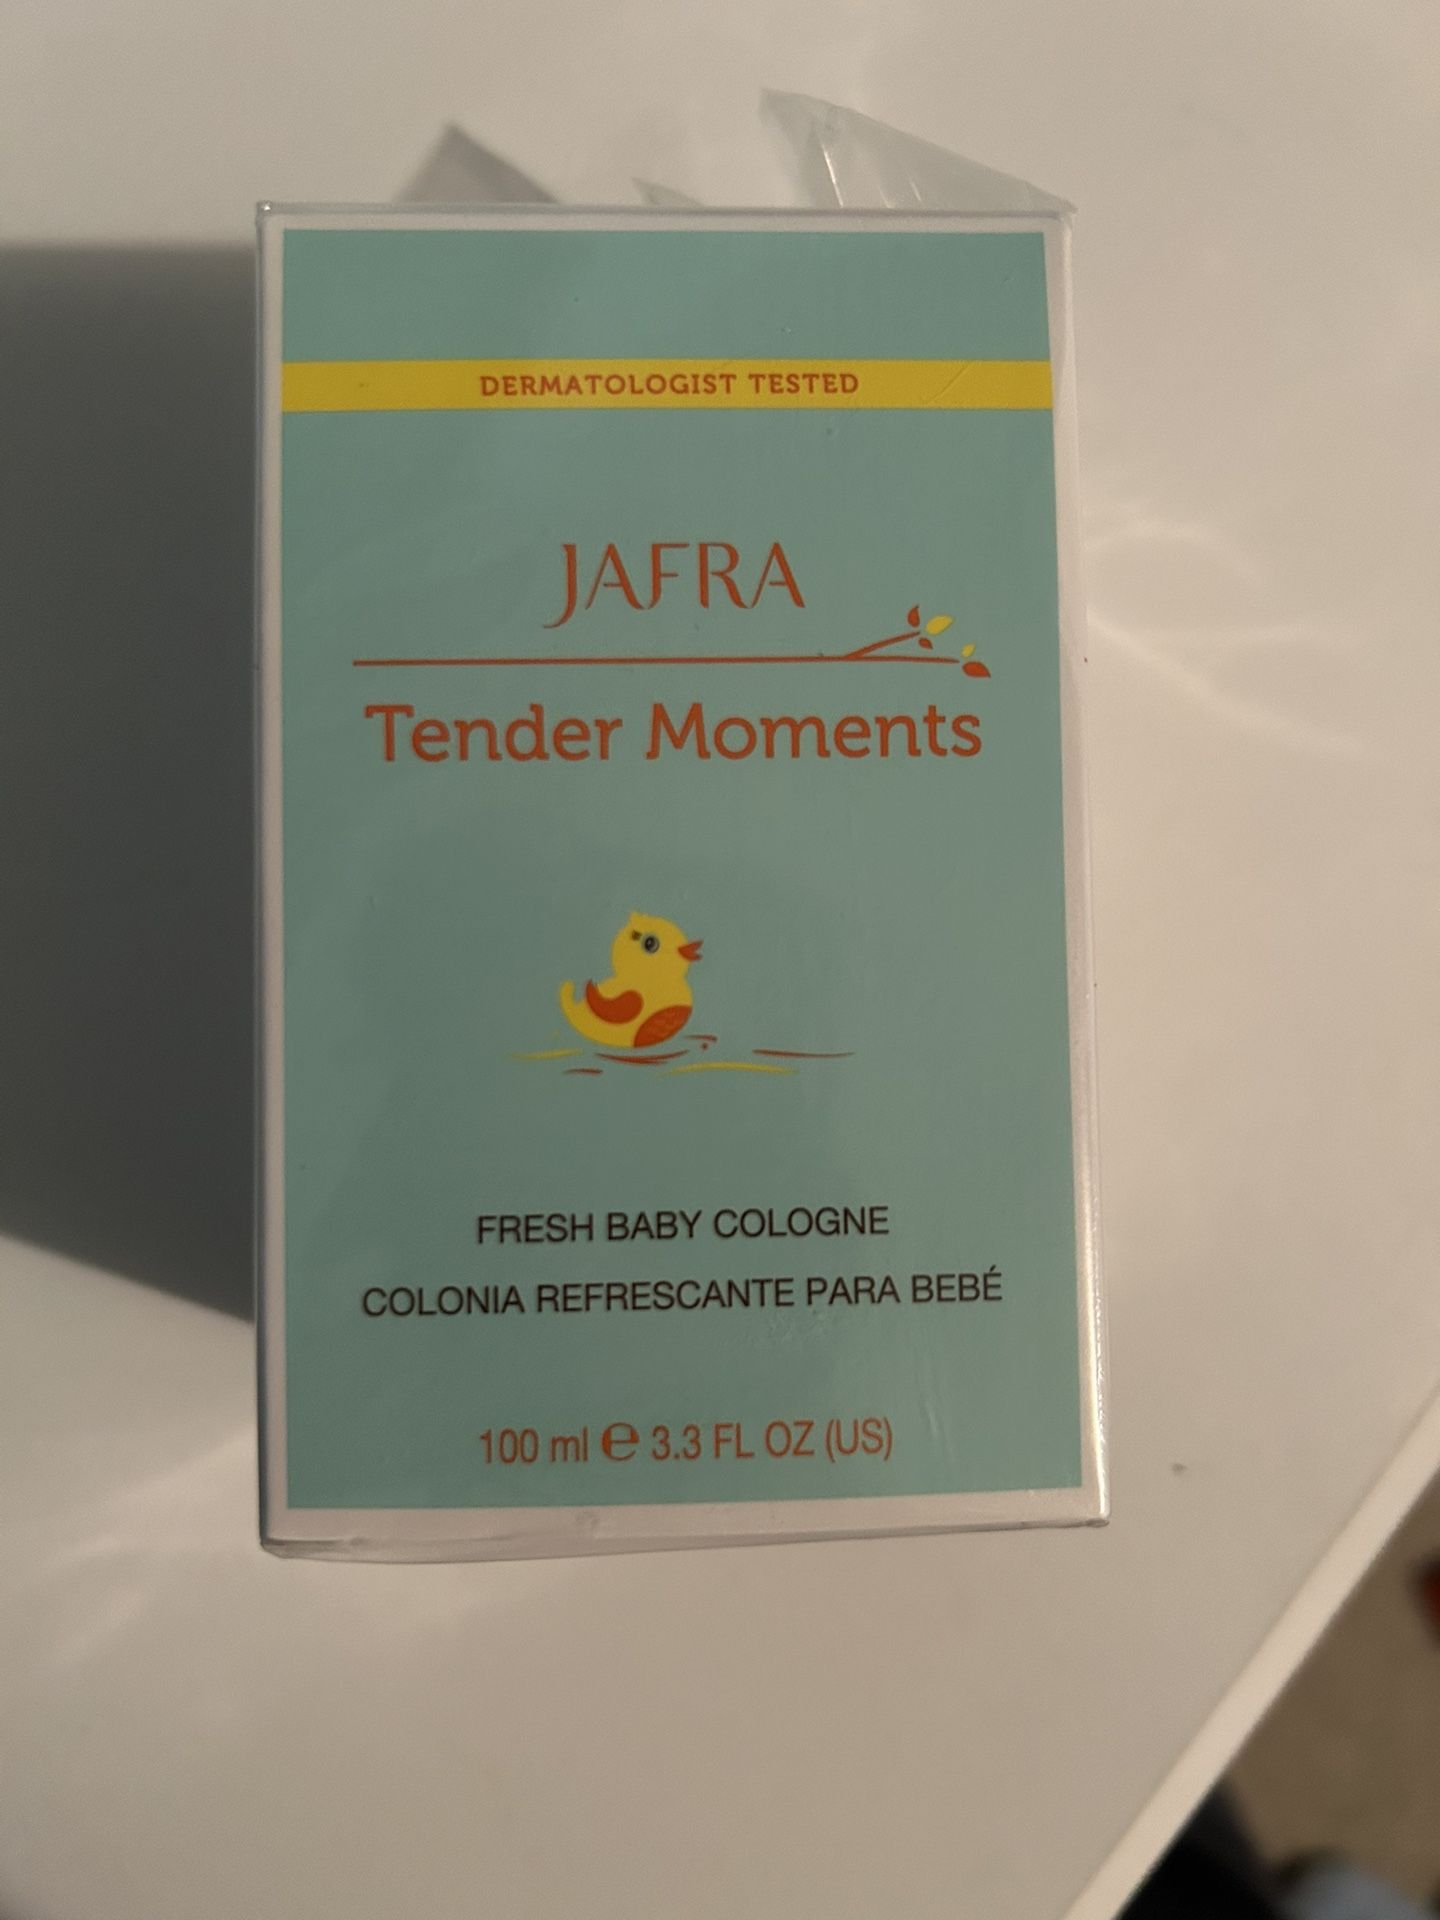 DERMATOLOGIST TESTED
JAFRA
Tender Moments
FRESH BABY COLOGNE
COLONIA REFRESCANTE PARA BEBÉ
100 ml ℮ 3.3 FL OZ (US)